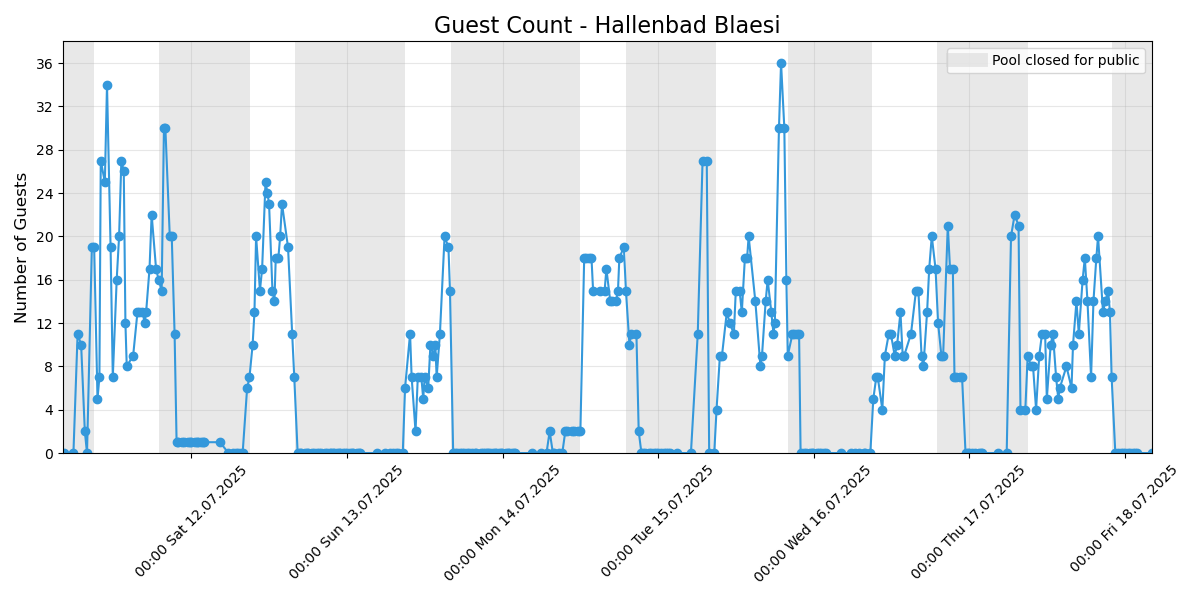 Guest Count - Hallenbad Blaesi
Pool closed for public
Number of Guests
36
32
28
24
20
16
12
8
4
0
00:00 Sat 12.07.2025
00:00 Sun 13.07.2025
00:00 Mon 14.07.2025
00:00 Tue 15.07.2025
00:00 Wed 16.07.2025
00:00 Thu 17.07.2025
00:00 Fri 18.07.2025